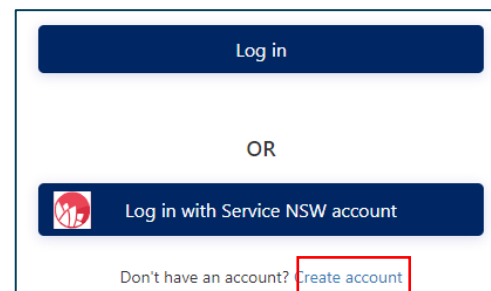 Log in
OR
Log in with Service NSW account
Don't have an account? Create account